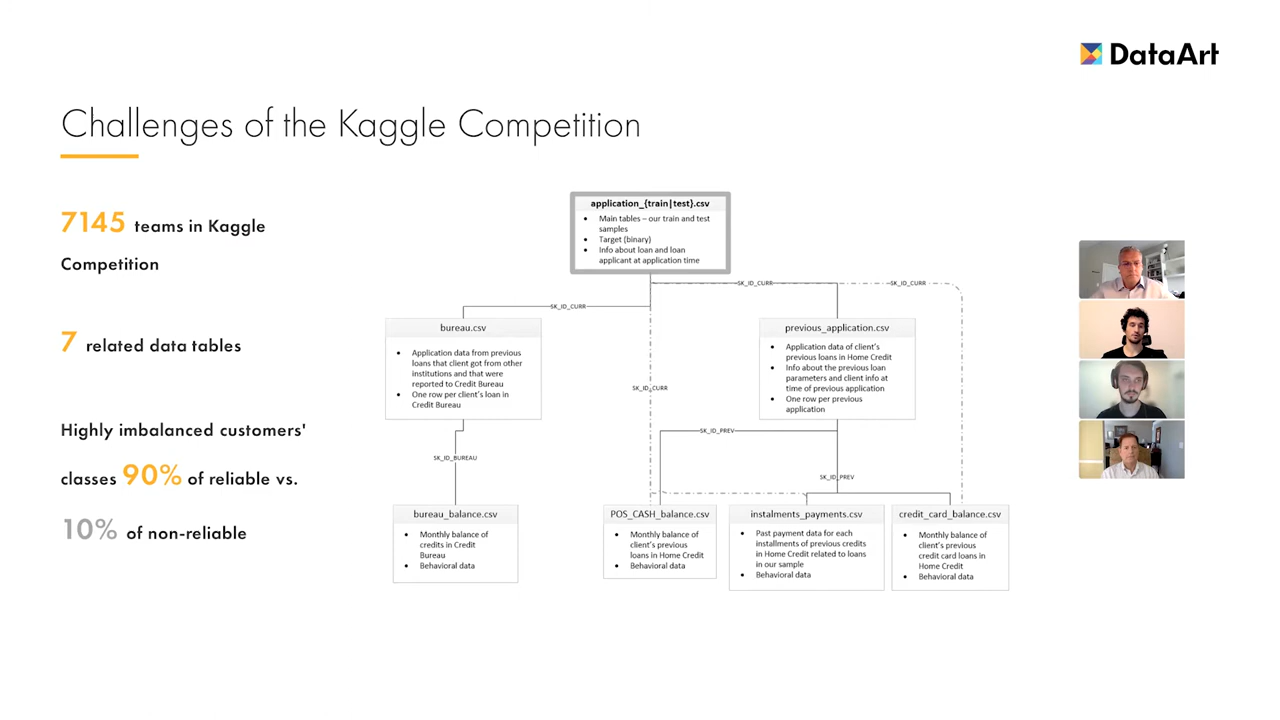 DataArt
Challenges of the Kaggle Competition
7145 teams in Kaggle
Competition
7 related data tables
Highly imbalanced customers'
classes 90% of reliable vs.
10% of non-reliable
application_{train|test}.csv
• Main tables – our train and test
samples
• Target (binary)
• Info about loan and loan
applicant at application time
SK_ID_CURR
SK_ID_CURR
SK_ID_CURR
bureau.csv
• Application data from previous
loans that client got from other
institutions and that were
reported to Credit Bureau
• One row per client's loan in
Credit Bureau
previous_application.csv
• Application data of client's
previous loans in Home Credit
• Info about the previous loan
parameters and client info at
time of previous application
• One row per previous
application
SK_ID_CURR
SK_ID_PREV
SK_ID_BUREAU
SK_ID_PREV
bureau_balance.csv
• Monthly balance of
credits in Credit
Bureau
• Behavioral data
POS_CASH_balance.csv
• Monthly balance of
client's previous
loans in Home Credit
• Behavioral data
instalments_payments.csv
• Past payment data for each
installments of previous credits
in Home Credit related to loans
in our sample
• Behavioral data
credit_card_balance.csv
• Monthly balance of
client's previous
credit card loans in
Home Credit
• Behavioral data